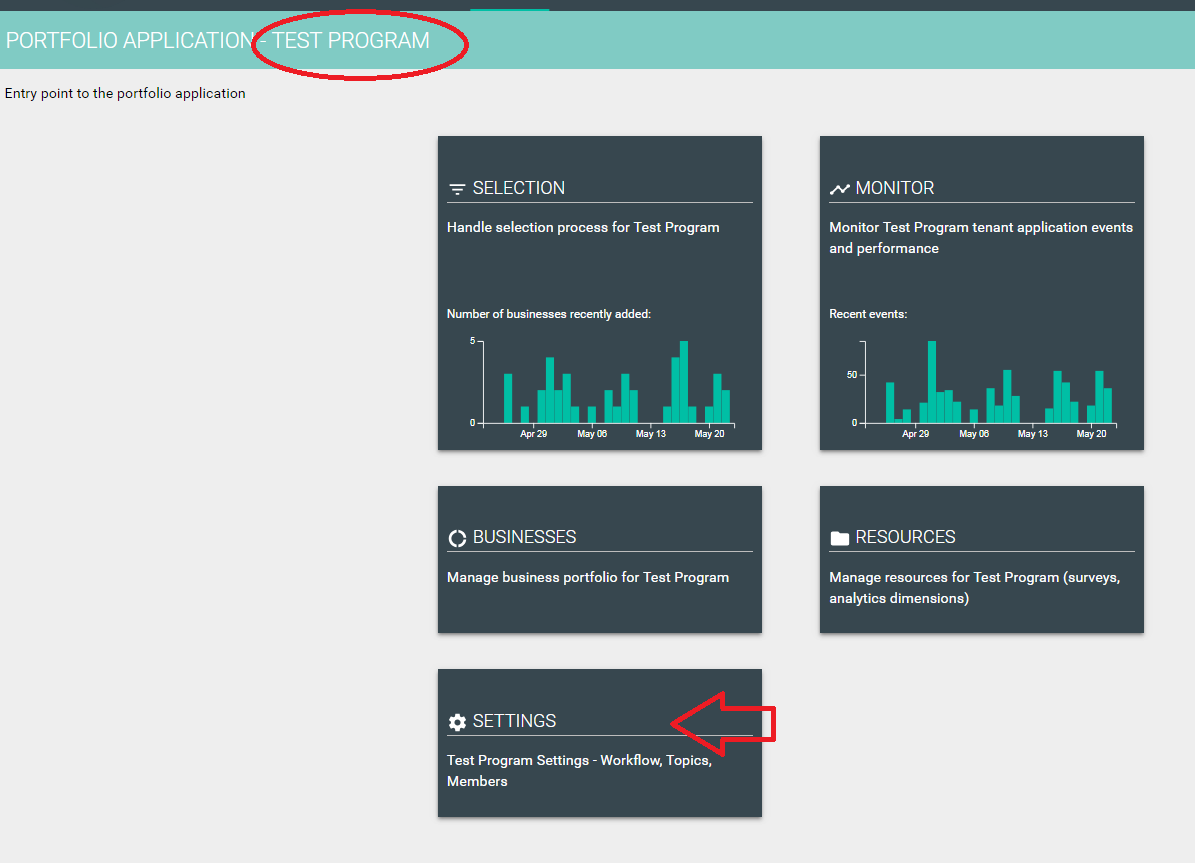 PORTFOLIO APPLICATION - TEST PROGRAM
Entry point to the portfolio application
SELECTION
Handle selection process for Test Program
Number of businesses recently added:
5
0
Apr 29 May 06 May 13 May 20
MONITOR
Monitor Test Program tenant application events
and performance
Recent events:
50
0
Apr 29 May 06 May 13 May 20
BUSINESSES
Manage business portfolio for Test Program
RESOURCES
Manage resources for Test Program (surveys,
analytics dimensions)
SETTINGS
Test Program Settings - Workflow, Topics,
Members